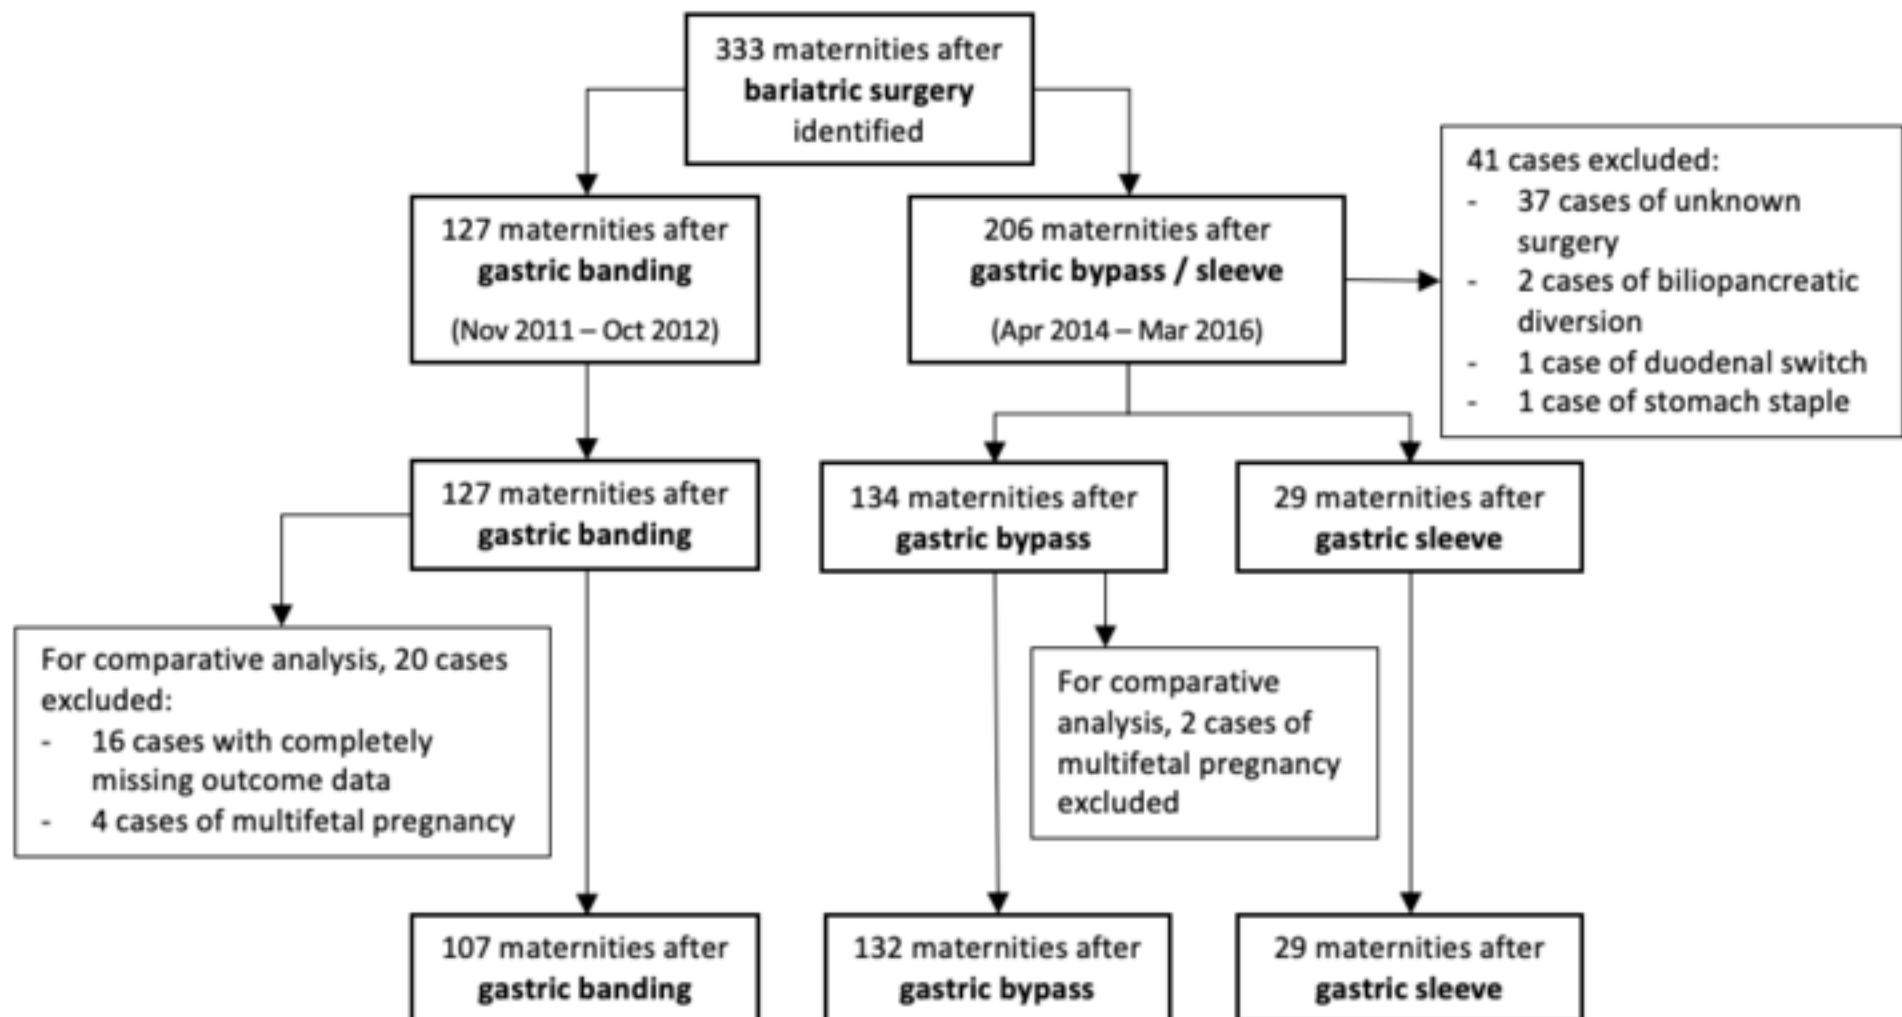 333 maternities after
bariatric surgery
identified
127 maternities after
gastric banding
(Nov 2011 – Oct 2012)
206 maternities after
gastric bypass / sleeve
(Apr 2014 – Mar 2016)
41 cases excluded:
- 37 cases of unknown
surgery
- 2 cases of biliopancreatic
diversion
- 1 case of duodenal switch
- 1 case of stomach staple
127 maternities after
gastric banding
134 maternities after
gastric bypass
29 maternities after
gastric sleeve
For comparative analysis, 20 cases
excluded:
- 16 cases with completely
missing outcome data
- 4 cases of multifetal pregnancy
For comparative
analysis, 2 cases of
multifetal pregnancy
excluded
107 maternities after
gastric banding
132 maternities after
gastric bypass
29 maternities after
gastric sleeve